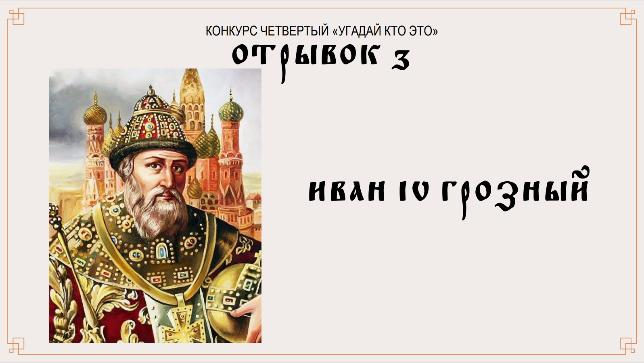 КОНКУРС ЧЕТВЕРТЫЙ «УГАДАЙ КТО ЭТО»
ОТРЫВОК 3
ИВАН IV ГРОЗНЫЙ